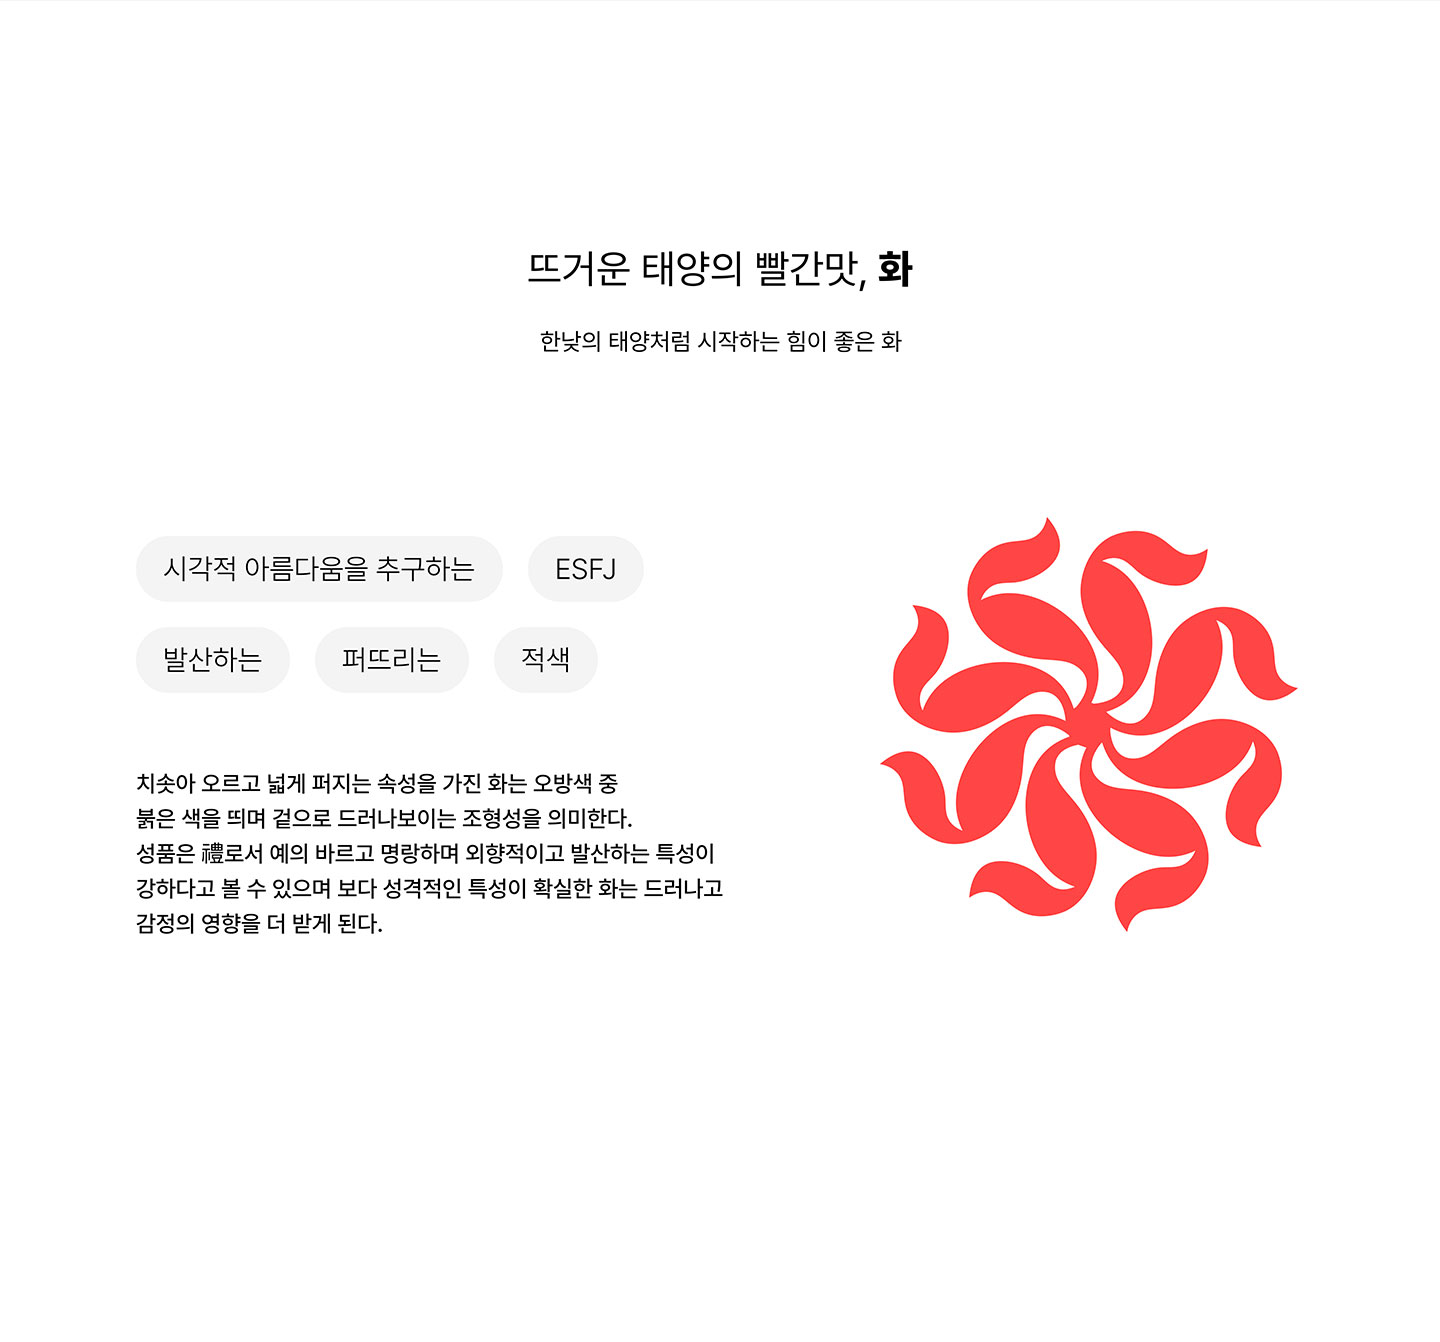 뜨거운 태양의 빨간맛, 화
한낮의 태양처럼 시작하는 힘이 좋은 화
시각적 아름다움을 추구하는 ESFJ
발산하는 퍼뜨리는 적색
치솟아 오르고 넓게 퍼지는 속성을 가진 화는 오방색 중
붉은 색을 띄며 겉으로 드러나보이는 조형성을 의미한다.
성품은 禮로서 예의 바르고 명랑하며 외향적이고 발산하는 특성이
강하다고 볼 수 있으며 보다 성격적인 특성이 확실한 화는 드러나고
감정의 영향을 더 받게 된다.